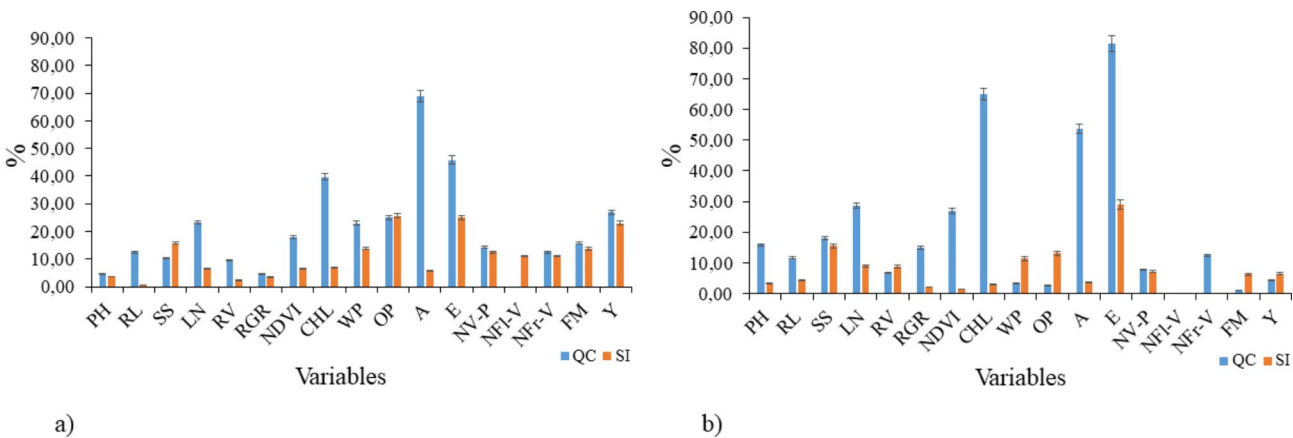 90,00
80,00
70,00
60,00
50,00
40,00
30,00
20,00
10,00
0,00
%
PH RL SS LN RV RGR NDVI CHL WP OP A E NV-P NFl-V NFr-V FM Y
QC SI
Variables
a)
90,00
80,00
70,00
60,00
50,00
40,00
30,00
20,00
10,00
0,00
%
PH RL SS LN RV RGR NDVI CHL WP OP A E NV-P NFl-V NFr-V FM Y
QC SI
Variables
b)